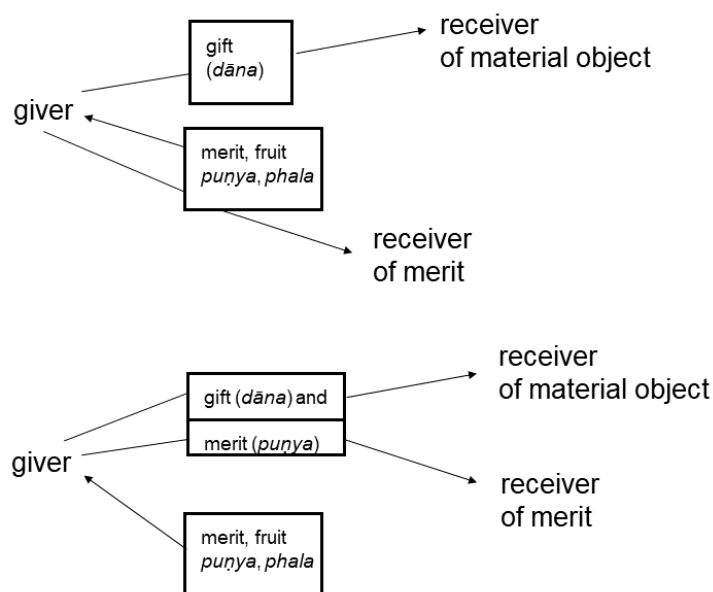 gift
(dāna)
receiver
of material object
giver
merit, fruit
puṇya, phala
receiver
of merit
gift (dāna) and
merit (puṇya)
receiver
of material object
giver
receiver
of merit
merit, fruit
puṇya, phala